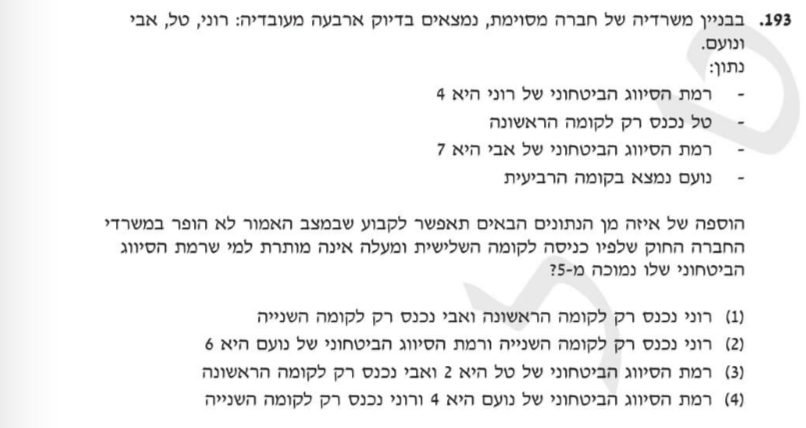 193. בבניין משרדיה של חברה מסוימת, נמצאים בדיוק ארבעה מעובדיה: רוני, טל, אבי
ונועם.
נתון:
- רמת הסיווג הביטחוני של רוני היא 4
- טל נכנס רק לקומה הראשונה
- רמת הסיווג הביטחוני של אבי היא 7
- נועם נמצא בקומה הרביעית
הוספה של איזה מן הנתונים הבאים תאפשר לקבוע שבמצב האמור לא הופר במשרדי
החברה החוק שלפיו כניסה לקומה השלישית ומעלה אינה מותרת למי שרמת הסיווג
הביטחוני שלו נמוכה מ-5?
(1) רוני נכנס רק לקומה הראשונה ואבי נכנס רק לקומה השנייה
(2) רוני נכנס רק לקומה השנייה ורמת הסיווג הביטחוני של נועם היא 6
(3) רמת הסיווג הביטחוני של טל היא 2 ואבי נכנס רק לקומה הראשונה
(4) רמת הסיווג הביטחוני של נועם היא 4 ורוני נכנס רק לקומה השנייה